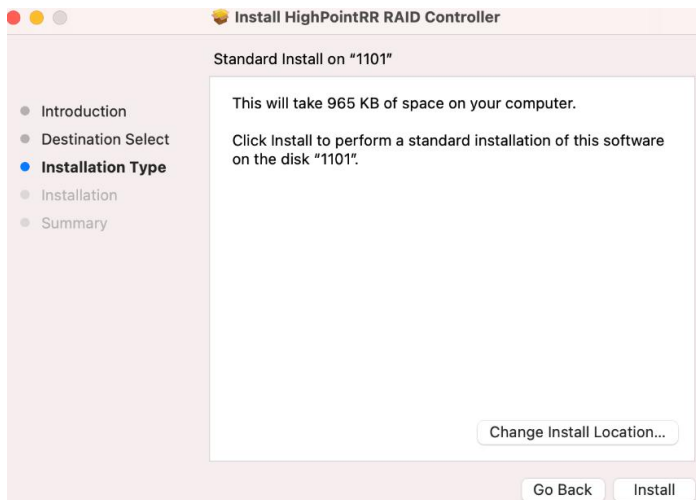 Install HighPointRR RAID Controller
Standard Install on “1101”
Introduction
Destination Select
Installation Type
Installation
Summary
This will take 965 KB of space on your computer.
Click Install to perform a standard installation of this software
on the disk “1101”.
Change Install Location...
Go Back
Install